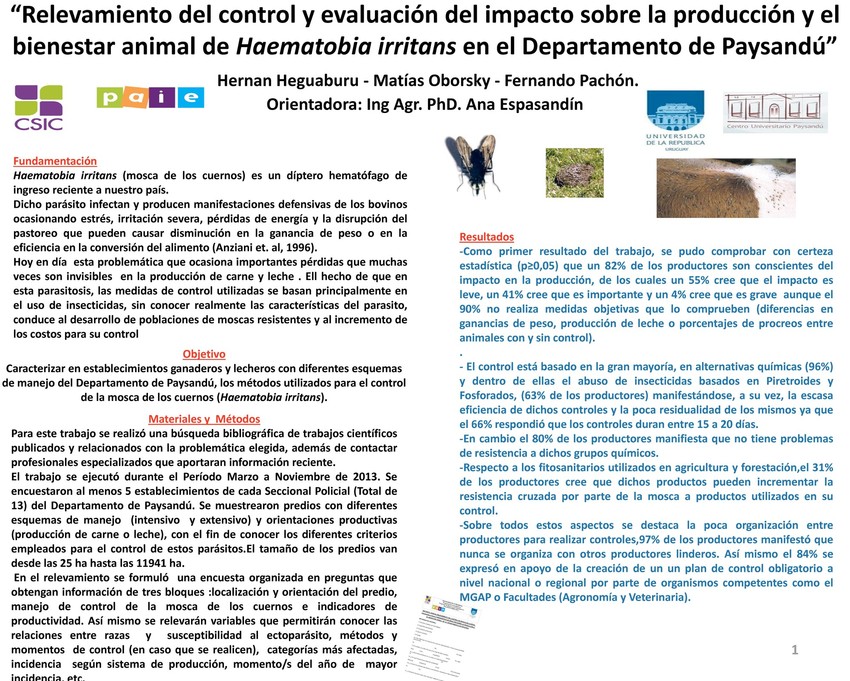 “Relevamiento del control y evaluación del impacto sobre la producción y el
bienestar animal de Haematobia irritans en el Departamento de Paysandú”
Hernan Heguaburu - Matías Oborsky - Fernando Pachón.
Orientadora: Ing Agr. PhD. Ana Espasandín
CSIC
paie
UNIVERSIDAD
DE LA REPUBLICA
URUGUAY
Centro Universitario Paysandú
Fundamentación
Haematobia irritans (mosca de los cuernos) es un díptero hematófago de
ingreso reciente a nuestro país.
Dicho parásito infectan y producen manifestaciones defensivas de los bovinos
ocasionando estrés, irritación severa, pérdidas de energía y la disrupción del
pastoreo que pueden causar disminución en la ganancia de peso o en la
eficiencia en la conversión del alimento (Anziani et. al, 1996).
Hoy en día esta problemática que ocasiona importantes pérdidas que muchas
veces son invisibles en la producción de carne y leche . Ell hecho de que en
esta parasitosis, las medidas de control utilizadas se basan principalmente en
el uso de insecticidas, sin conocer realmente las características del parasito,
conduce al desarrollo de poblaciones de moscas resistentes y al incremento de
los costos para su control
Objetivo
Caracterizar en establecimientos ganaderos y lecheros con diferentes esquemas
de manejo del Departamento de Paysandú, los métodos utilizados para el control
de la mosca de los cuernos (Haematobia irritans).
Materiales y Métodos
Para este trabajo se realizó una búsqueda bibliográfica de trabajos científicos
publicados y relacionados con la problemática elegida, además de contactar
profesionales especializados que aportaran información reciente.
El trabajo se ejecutó durante el Período Marzo a Noviembre de 2013. Se
encuestaron al menos 5 establecimientos de cada Seccional Policial (Total de
13) del Departamento de Paysandú. Se muestrearon predios con diferentes
esquemas de manejo (intensivo y extensivo) y orientaciones productivas
(producción de carne o leche), con el fin de conocer los diferentes criterios
empleados para el control de estos parásitos.El tamaño de los predios van
desde las 25 ha hasta las 11941 ha.
En el relevamiento se formuló una encuesta organizada en preguntas que
obtengan información de tres bloques :localización y orientación del predio,
manejo de control de la mosca de los cuernos e indicadores de
productividad. Así mismo se relevarán variables que permitirán conocer las
relaciones entre razas y susceptibilidad al ectoparásito, métodos y
momentos de control (en caso que se realicen), categorías más afectadas,
incidencia según sistema de producción, momento/s del año de mayor
incidencia, etc.
Resultados
-Como primer resultado del trabajo, se pudo comprobar con certeza
estadística (p≥0,05) que un 82% de los productores son conscientes del
impacto en la producción, de los cuales un 55% cree que el impacto es
leve, un 41% cree que es importante y un 4% cree que es grave aunque el
90% no realiza medidas objetivas que lo comprueben (diferencias en
ganancias de peso, producción de leche o porcentajes de procreos entre
animales con y sin control).
.
- El control está basado en la gran mayoría, en alternativas químicas (96%)
y dentro de ellas el abuso de insecticidas basados en Piretroides y
Fosforados, (63% de los productores) manifestándose, a su vez, la escasa
eficiencia de dichos controles y la poca residualidad de los mismos ya que
el 66% respondió que los controles duran entre 15 a 20 días.
-En cambio el 80% de los productores manifiesta que no tiene problemas
de resistencia a dichos grupos químicos.
-Respecto a los fitosanitarios utilizados en agricultura y forestación,el 31%
de los productores cree que dichos productos pueden incrementar la
resistencia cruzada por parte de la mosca a productos utilizados en su
control.
-Sobre todos estos aspectos se destaca la poca organización entre
productores para realizar controles,97% de los productores manifestó que
nunca se organiza con otros productores linderos. Así mismo el 84% se
expresó en apoyo de la creación de un un plan de control obligatorio a
nivel nacional o regional por parte de organismos competentes como el
MGAP o Facultades (Agronomía y Veterinaria).
1